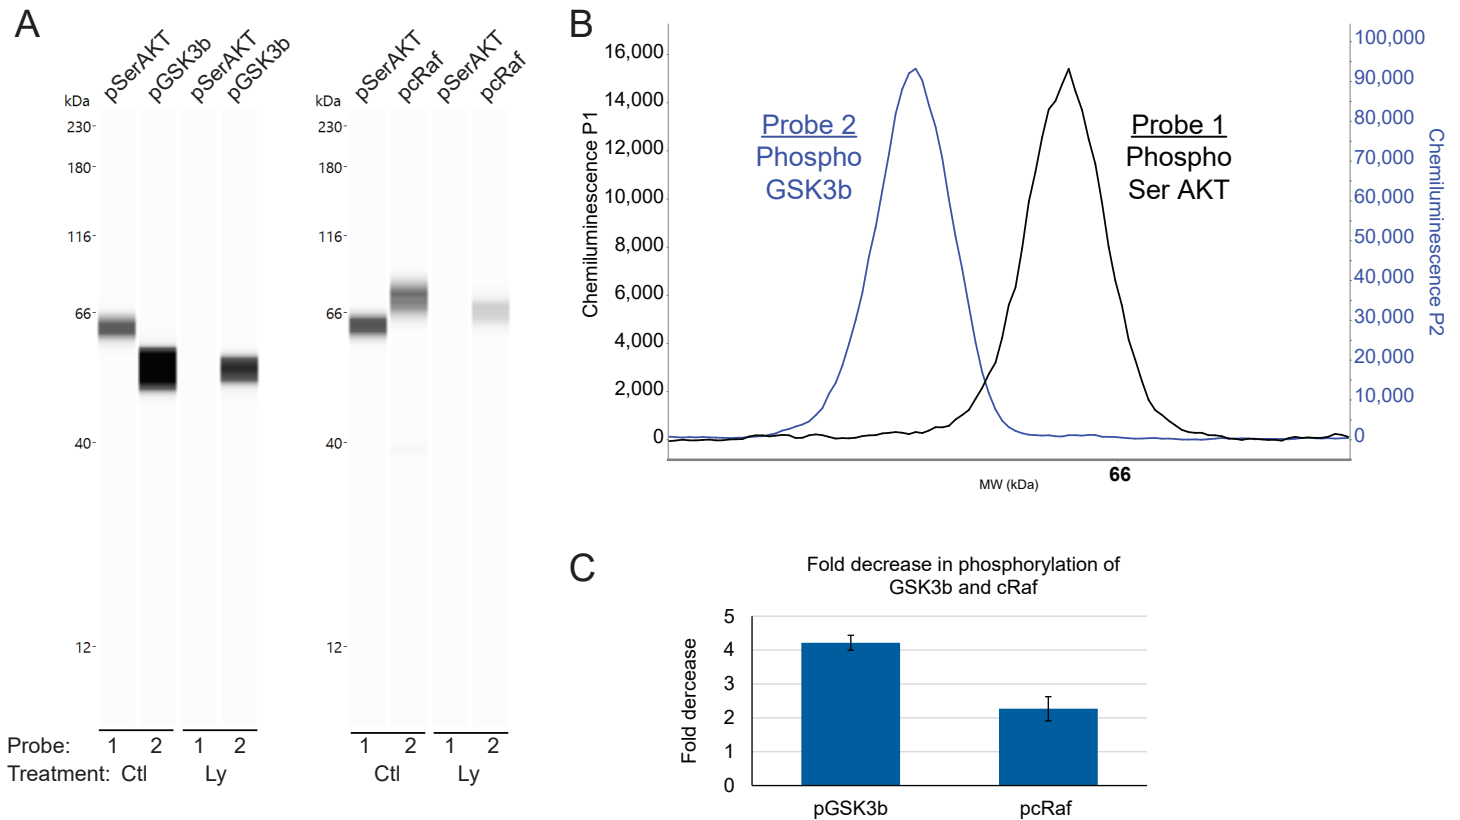 A
pSerAKT
pGSK3b
pSerAKT
pGSK3b
kDa
230
180
116
66
40
12
pSerAKT
pcRaf
pSerAKT
pcRaf
kDa
230
180
116
66
40
12
Probe: 1 2 1 2 1 2 1 2
Treatment: Ctl Ly Ctl Ly
B
Chemiluminescence P1
16,000
14,000
12,000
10,000
8,000
6,000
4,000
2,000
0
Probe 2
Phospho
GSK3b
Probe 1
Phospho
Ser AKT
100,000
90,000
80,000
70,000
60,000
50,000
40,000
30,000
20,000
10,000
0
Chemiluminescence P2
66
MW (kDa)
C
Fold decrease in phosphorylation of
GSK3b and cRaf
Fold dercease
5
4
3
2
1
0
pGSK3b
pcRaf